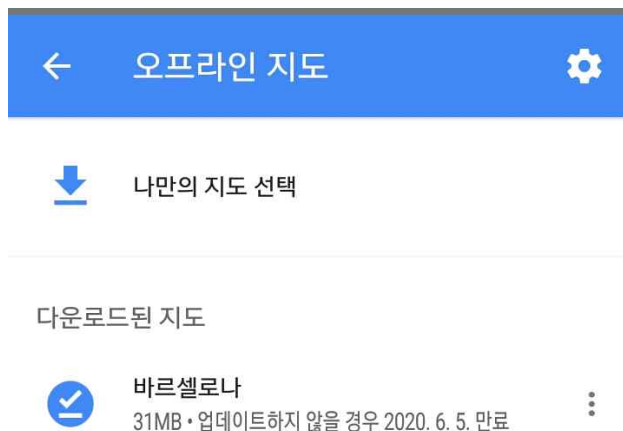 오프라인 지도
나만의 지도 선택
다운로드된 지도
바르셀로나
31MB • 업데이트하지 않을 경우 2020. 6. 5. 만료